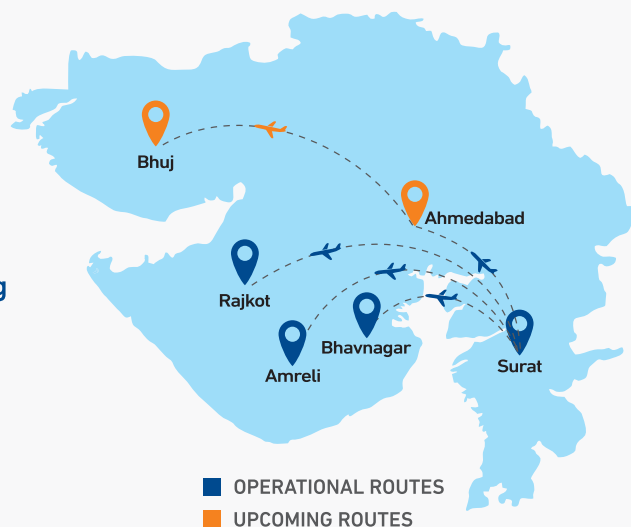 Bhuj
Ahmedabad
g
Rajkot
Bhavnagar
Amreli
Surat
OPERATIONAL ROUTES
UPCOMING ROUTES